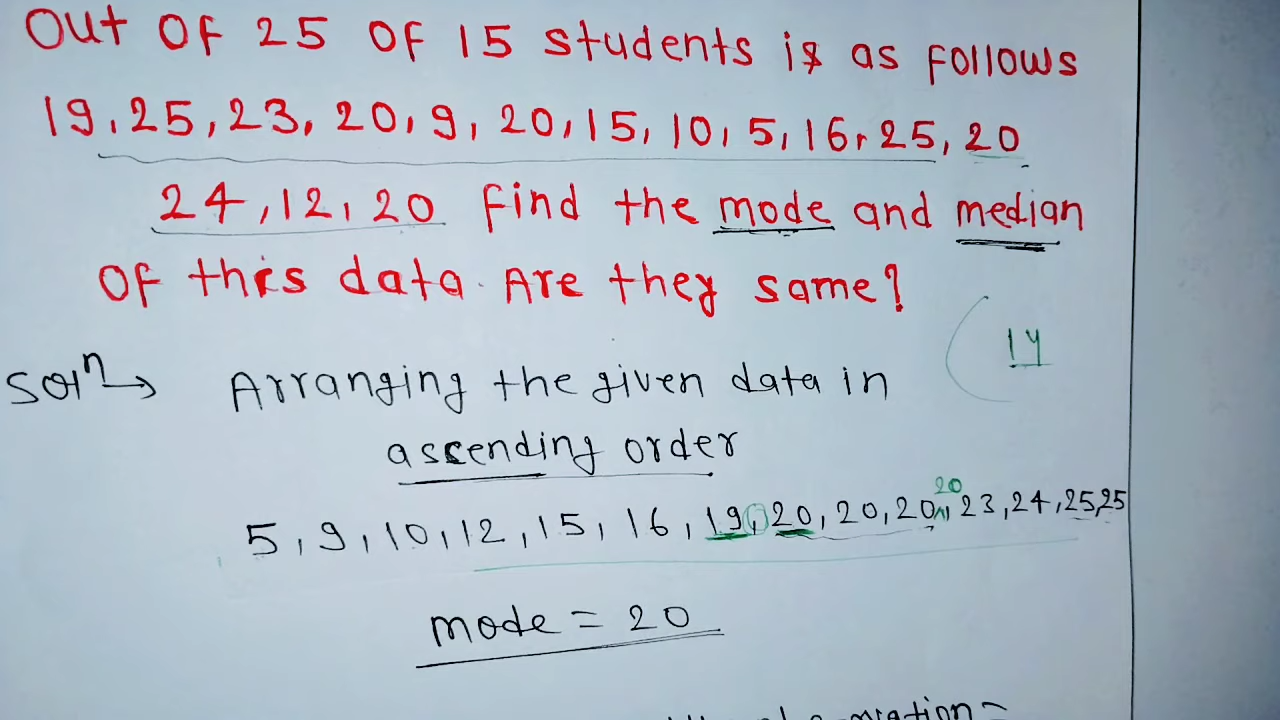 out of 25 of 15 students is as follows
19, 25, 23, 20, 9, 20, 15, 10, 5, 16, 25, 20
24, 12, 20 find the mode and median
of this data. Are they same?
14
Solⁿ→ Arranging the given data in
ascending order
20
5, 9, 10, 12, 15, 16, 19, 20, 20, 20, 23, 24, 25, 25
mode = 20